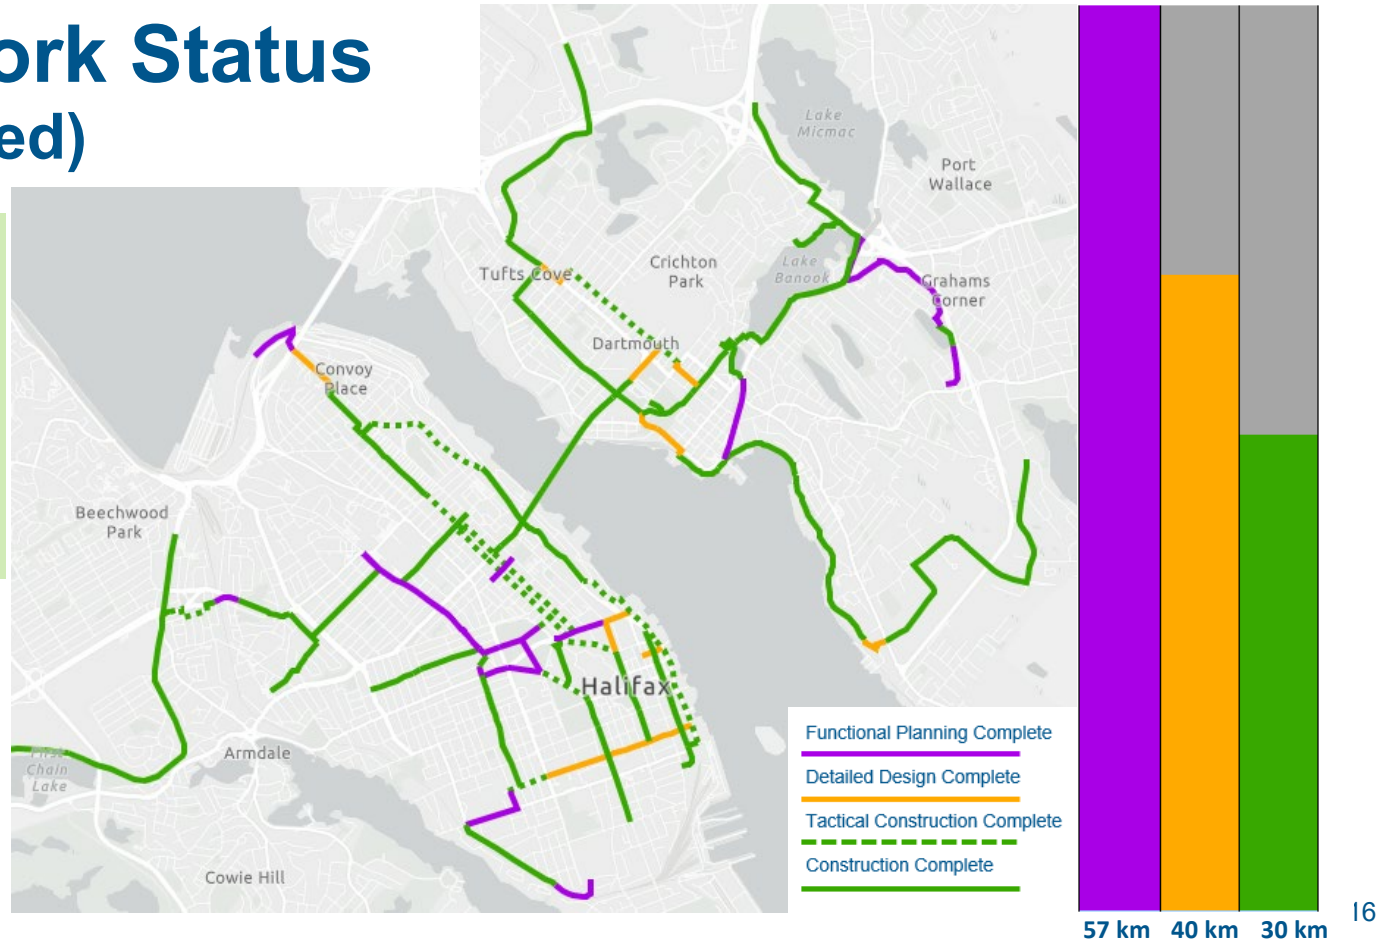 ork Status
ed)
Lake
Micmac
Port
Wallace
Tufts Cove
Crichton
Park
Lake
Banook
Grahams
Corner
Dartmouth
Convoy
Place
Beechwood
Park
Halifax
Armdale
First
Chain
Lake
Cowie Hill
Functional Planning Complete
Detailed Design Complete
Tactical Construction Complete
Construction Complete
57 km 40 km 30 km
16